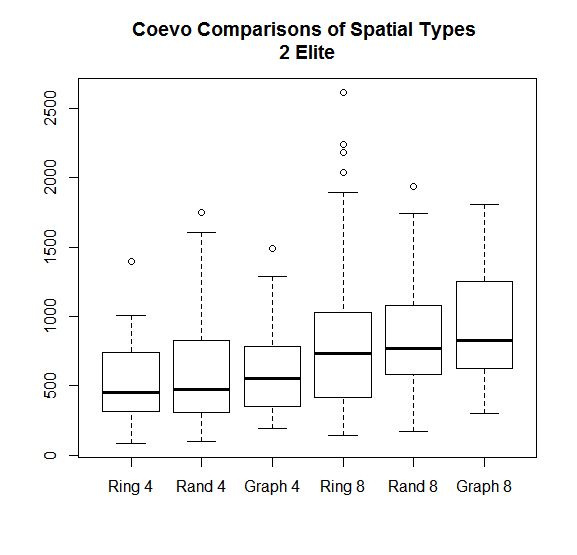 Coevo Comparisons of Spatial Types
2 Elite
2500
2000
1500
1000
500
0
Ring 4 Rand 4 Graph 4 Ring 8 Rand 8 Graph 8